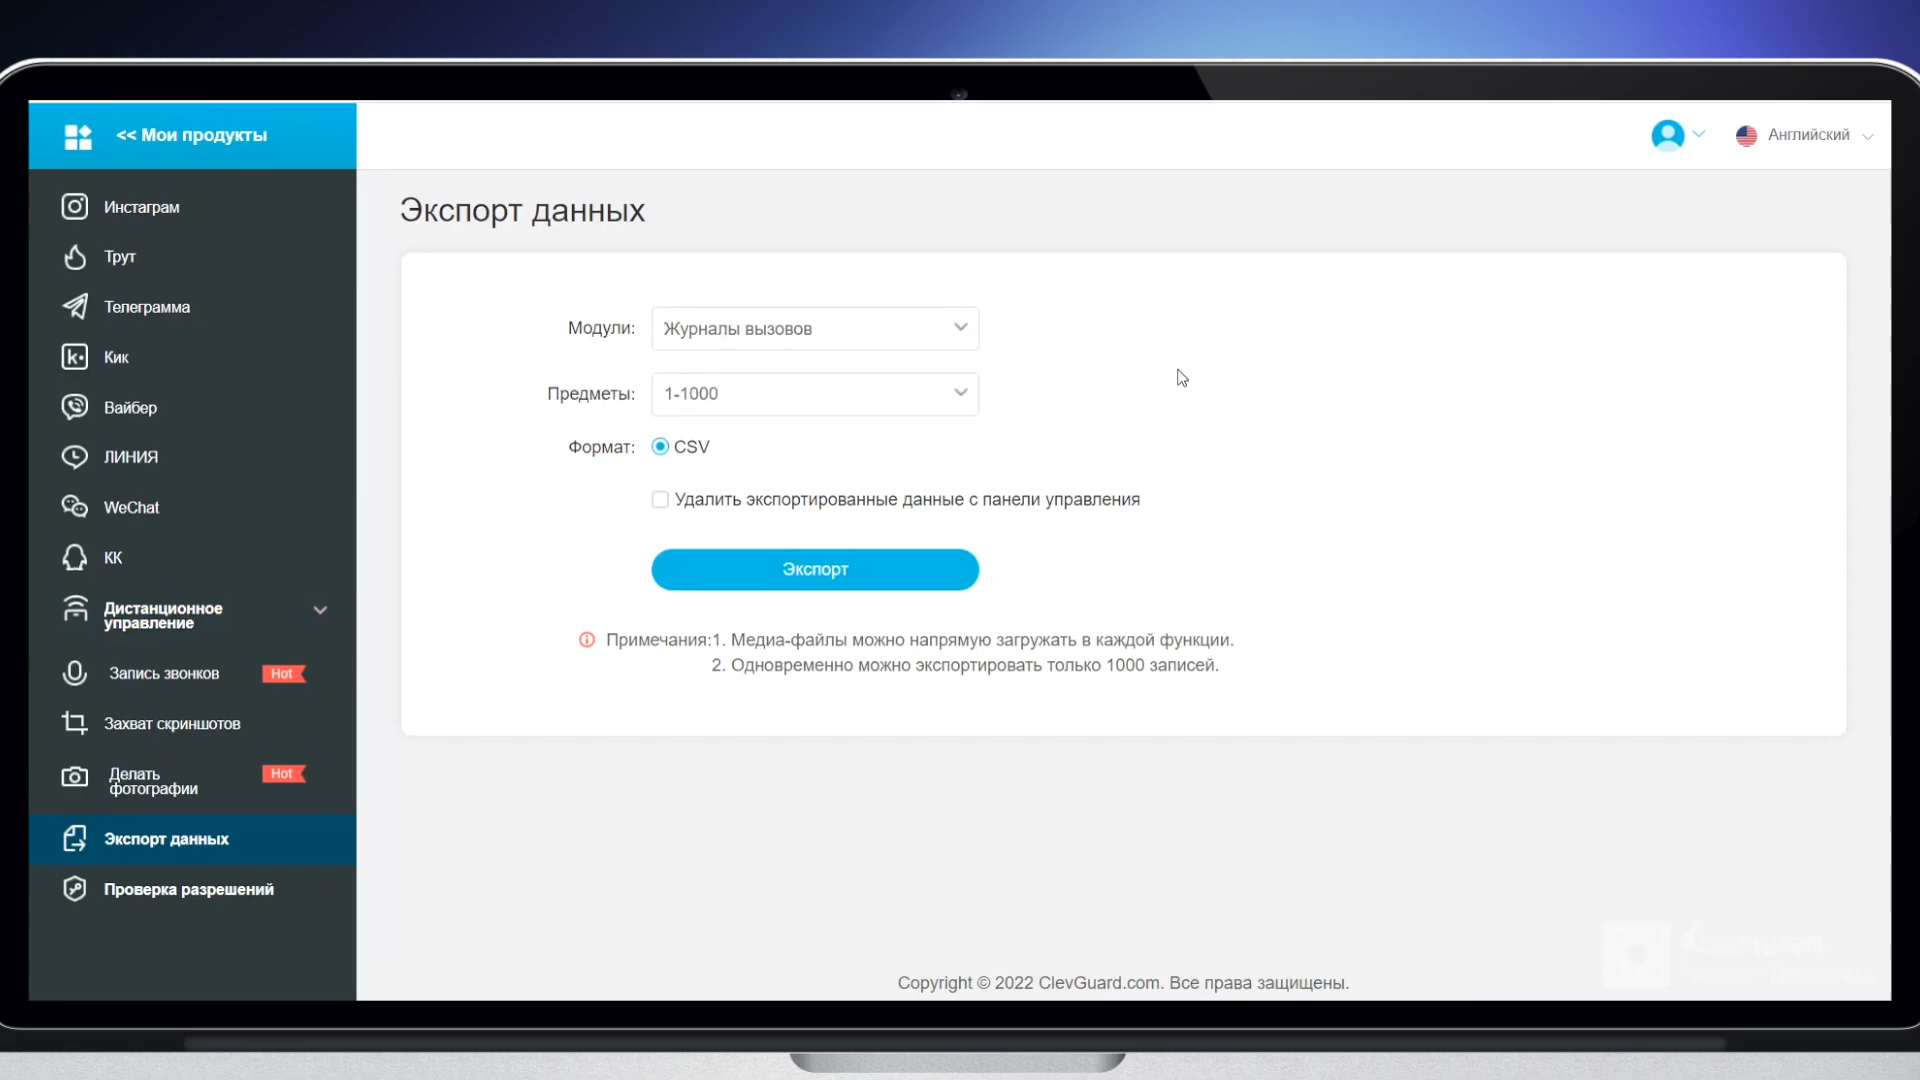 << Мои продукты
Английский
Инстаграм
Трут
Телеграмма
Кик
Вайбер
ЛИНИЯ
WeChat
КК
Дистанционное
управление
Запись звонков
Hot
Захват скриншотов
Делать
фотографии
Hot
Экспорт данных
Проверка разрешений
Экспорт данных
Модули:
Журналы вызовов
Предметы:
1-1000
Формат:
CSV
Удалить экспортированные данные с панели управления
Экспорт
Примечания:1. Медиа-файлы можно напрямую загружать в каждой функции.
2. Одновременно можно экспортировать только 1000 записей.
Copyright © 2022 ClevGuard.com. Все права защищены.